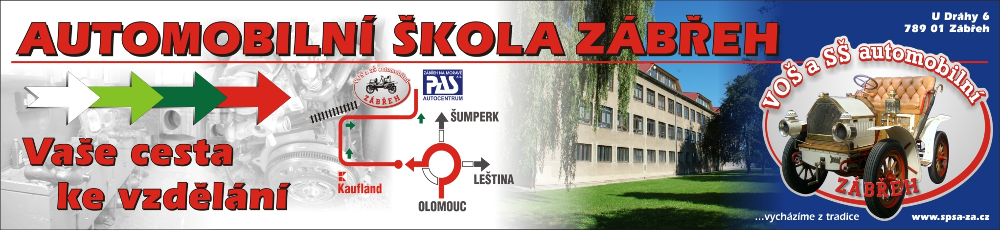 AUTOMOBILNÍ ŠKOLA ZÁBŘEH
U Dráhy 6
789 01 Zábřeh
VOŠ a SŠ automobilní
ZÁBŘEH
ZÁBŘEH NA MORAVĚ
PAS A.S.
AUTOCENTRUM
ŠUMPERK
LEŠTINA
Kaufland
OLOMOUC
Vaše cesta
ke vzdělání
VOŠ a SŠ automobilní
ZÁBŘEH
...vycházíme z tradice
www.spsa-za.cz